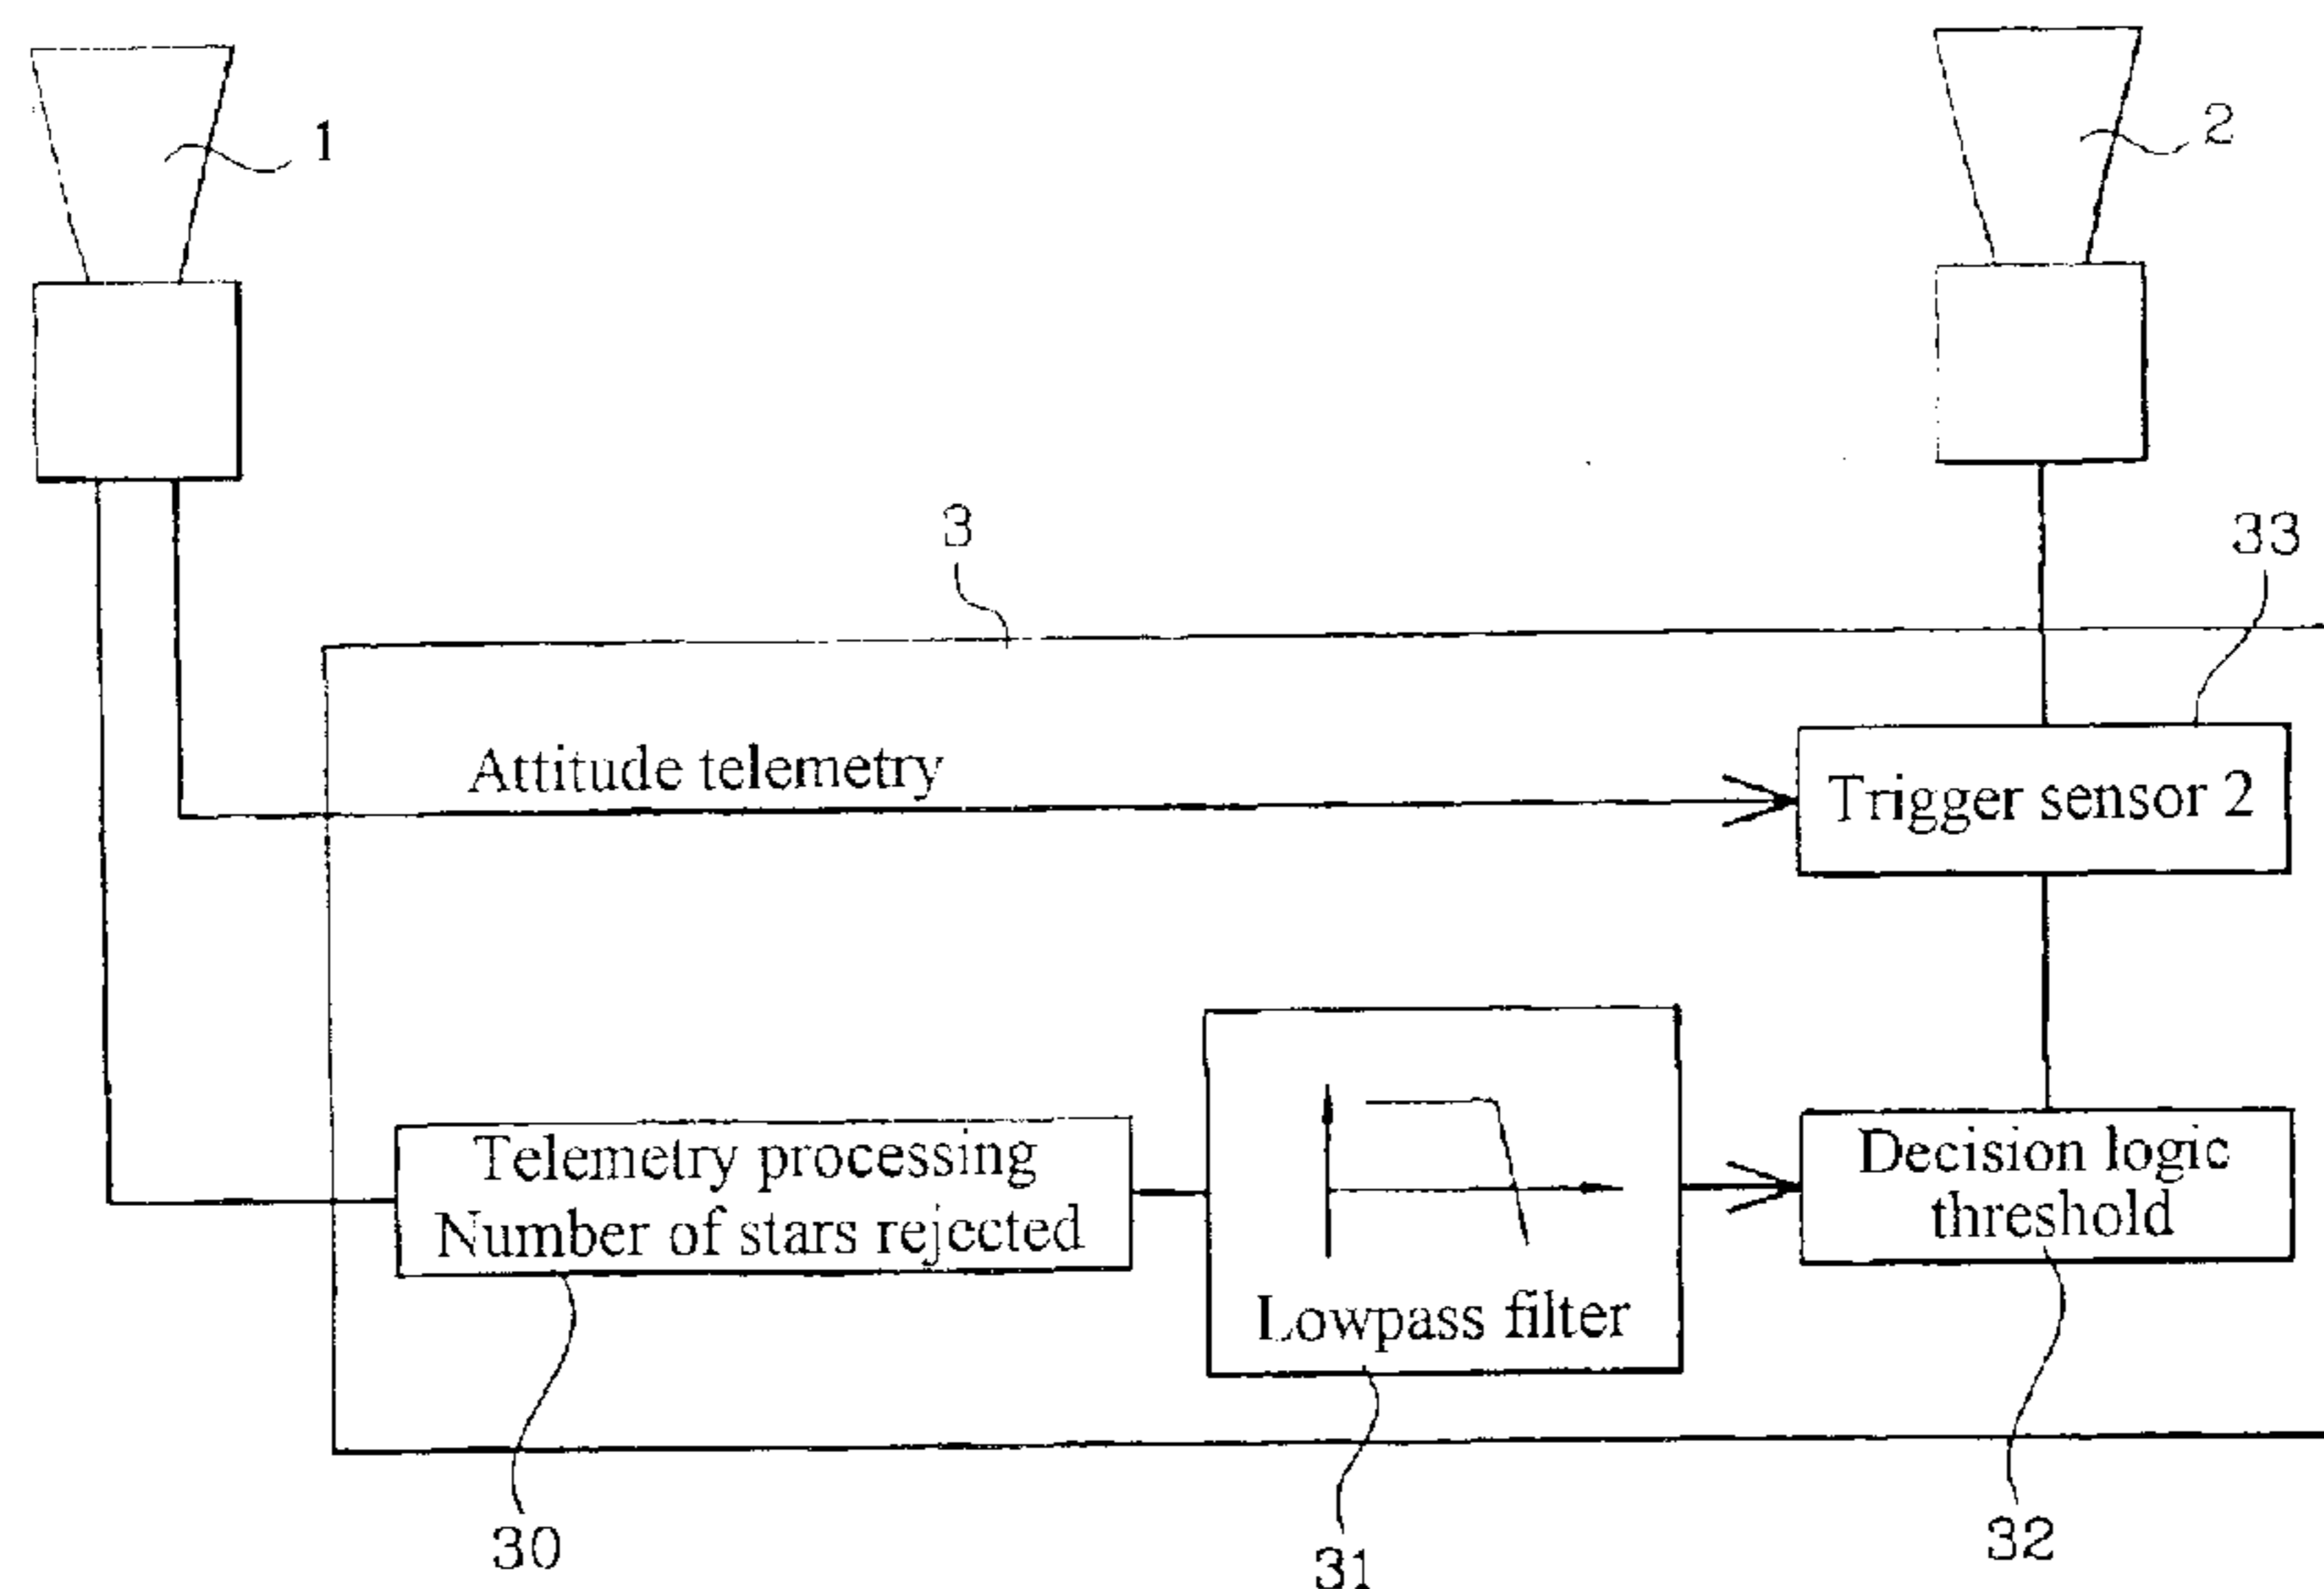 1
2
3
33
Attitude telemetry
Trigger sensor 2
Telemetry processing
Number of stars rejected
Lowpass filter
Decision logic
threshold
30
31
32